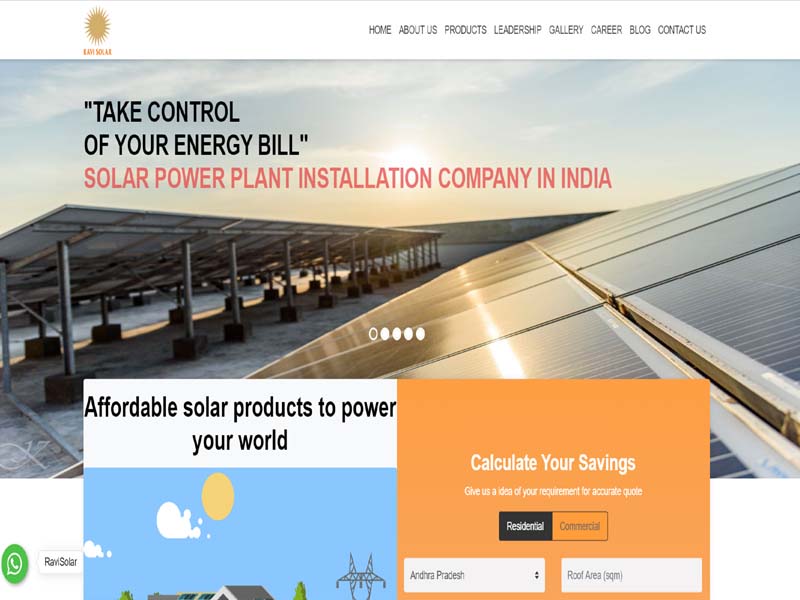 RAVI SOLAR
HOME ABOUT US PRODUCTS LEADERSHIP GALLERY CAREER BLOG CONTACT US
"TAKE CONTROL
OF YOUR ENERGY BILL"
SOLAR POWER PLANT INSTALLATION COMPANY IN INDIA
Affordable solar products to power
your world
Calculate Your Savings
Give us a idea of your requirement for accurate quote
Residential Commercial
Andhra Pradesh
Roof Area (sqm)
RaviSolar